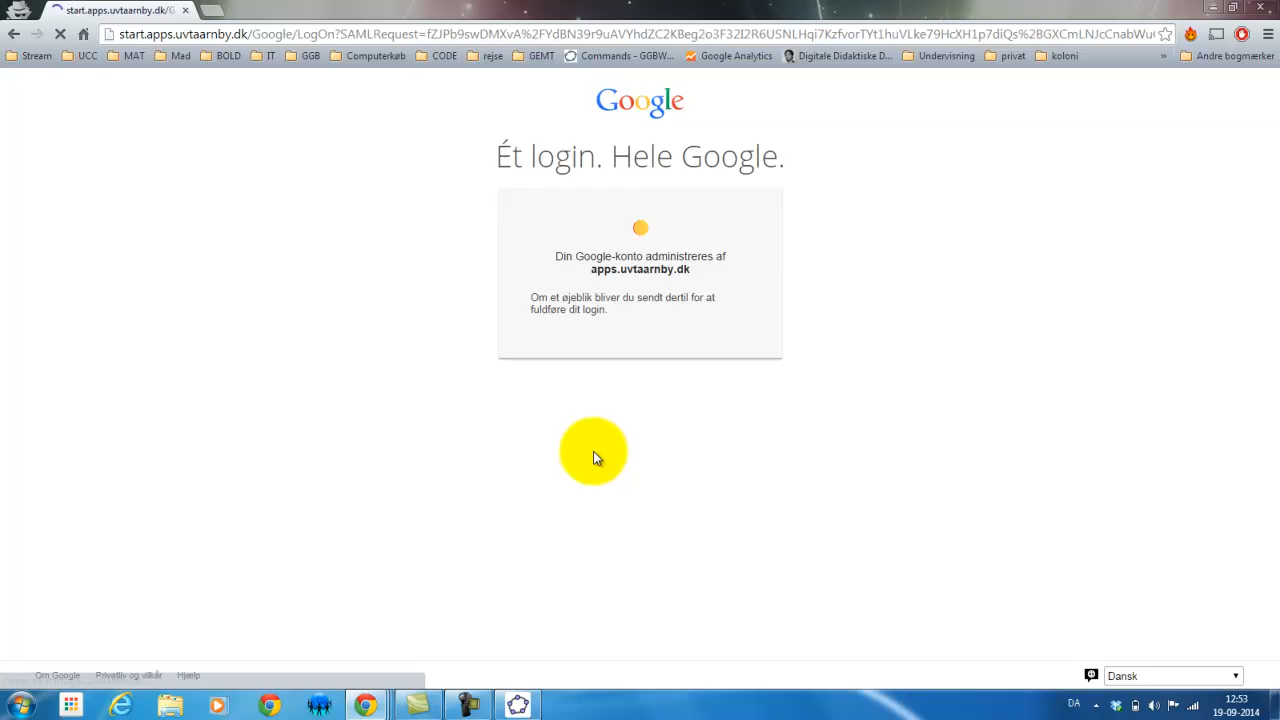 start.apps.uvtaarnby.dk/G
start.apps.uvtaarnby.dk/Google/LogOn?SAMLRequest=
Stream UCC MAT Mad BOLD IT GGB Computerkøb CODE rejse GEMT Commands - GGBW... Google Analytics Digitale Didaktiske D... Undervisning privat koloni » Andre bogmærker
Google
Ét login. Hele Google.
Din Google-konto administreres af
apps.uvtaarnby.dk
Om et øjeblik bliver du sendt dertil for at
fuldføre dit login.
Om Google Privatliv og vilkår Hjælp
Dansk
DA
12:53
19-09-2014